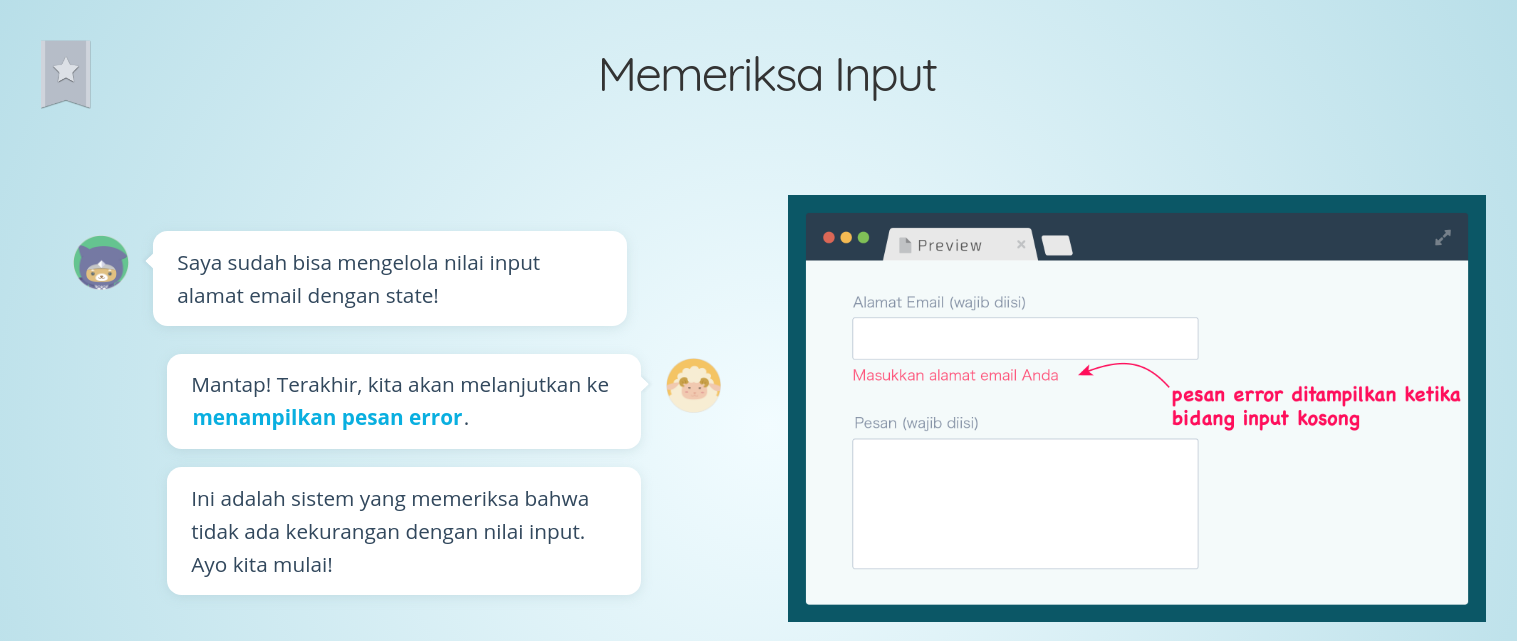 Memeriksa Input
Saya sudah bisa mengelola nilai input
alamat email dengan state!
Mantap! Terakhir, kita akan melanjutkan ke
menampilkan pesan error.
Ini adalah sistem yang memeriksa bahwa
tidak ada kekurangan dengan nilai input.
Ayo kita mulai!
Preview
Alamat Email (wajib diisi)
Masukkan alamat email Anda
pesan error ditampilkan ketika
bidang input kosong
Pesan (wajib diisi)